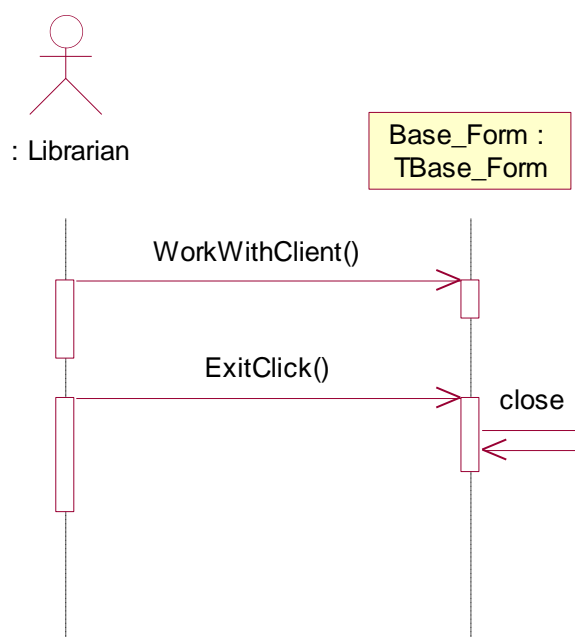 : Librarian
Base_Form :
TBase_Form
WorkWithClient()
ExitClick()
close